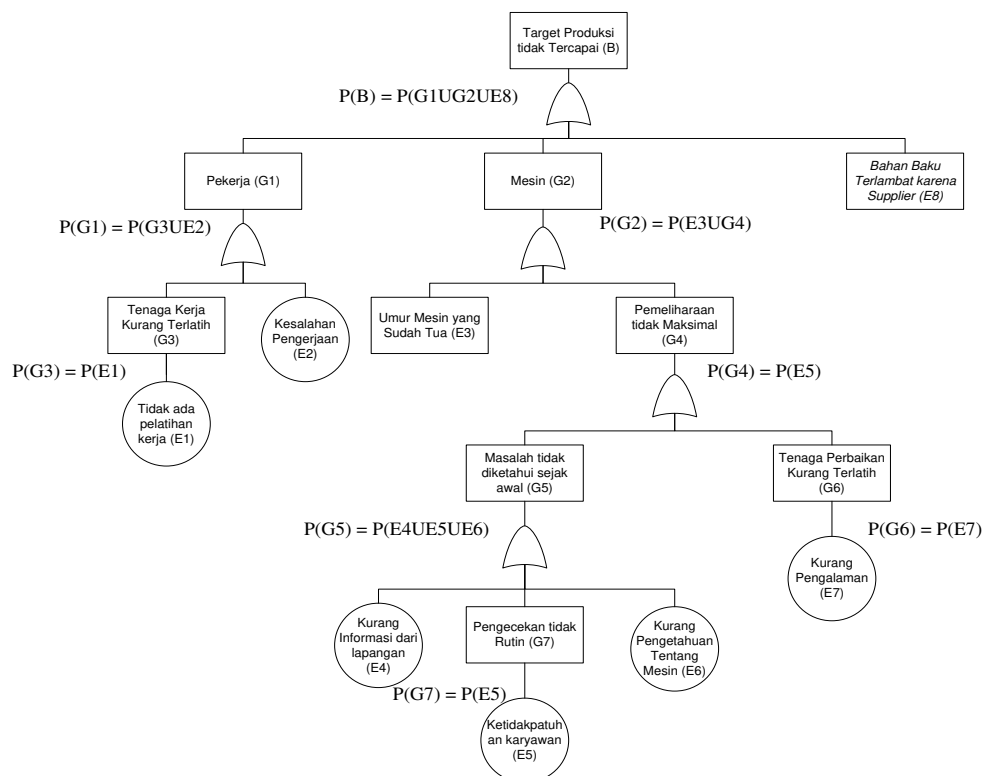 Target Produksi
tidak Tercapai (B)
P(B) = P(G1UG2UE8)
Pekerja (G1)
Mesin (G2)
Bahan Baku
Terlambat karena
Supplier (E8)
P(G1) = P(G3UE2)
P(G2) = P(E3UG4)
Tenaga Kerja
Kurang Terlatih
(G3)
Kesalahan
Pengerjaan
(E2)
Umur Mesin yang
Sudah Tua (E3)
Pemeliharaan
tidak Maksimal
(G4)
P(G3) = P(E1)
P(G4) = P(E5)
Tidak ada
pelatihan
kerja (E1)
Masalah tidak
diketahui sejak
awal (G5)
Tenaga Perbaikan
Kurang Terlatih
(G6)
P(G5) = P(E4UE5UE6)
P(G6) = P(E7)
Kurang
Pengalaman
(E7)
Kurang
Informasi dari
lapangan
(E4)
Pengecekan tidak
Rutin (G7)
Kurang
Pengetahuan
Tentang
Mesin (E6)
P(G7) = P(E5)
Ketidakpatuh
an karyawan
(E5)